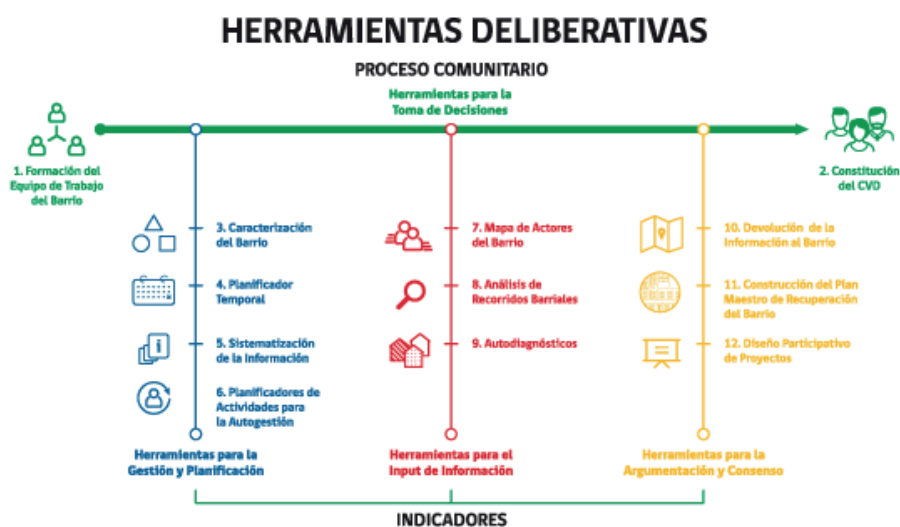 HERRAMIENTAS DELIBERATIVAS
PROCESO COMUNITARIO
Herramientas para la
Toma de Decisiones
1. Formación del
Equipo de Trabajo
del Barrio
2. Constitución
del CVD
3. Caracterización
del Barrio
4. Planificador
Temporal
5. Sistematización
de la Información
6. Planificadores de
Actividades para
la Autogestión
Herramientas para la
Gestión y Planificación
7. Mapa de Actores
del Barrio
8. Análisis de
Recorridos Barriales
9. Autodiagnósticos
Herramientas para el
Input de Información
10. Devolución de la
Información al Barrio
11. Construcción del Plan
Maestro de Recuperación
del Barrio
12. Diseño Participativo
de Proyectos
Herramientas para la
Argumentación y Consenso
INDICADORES